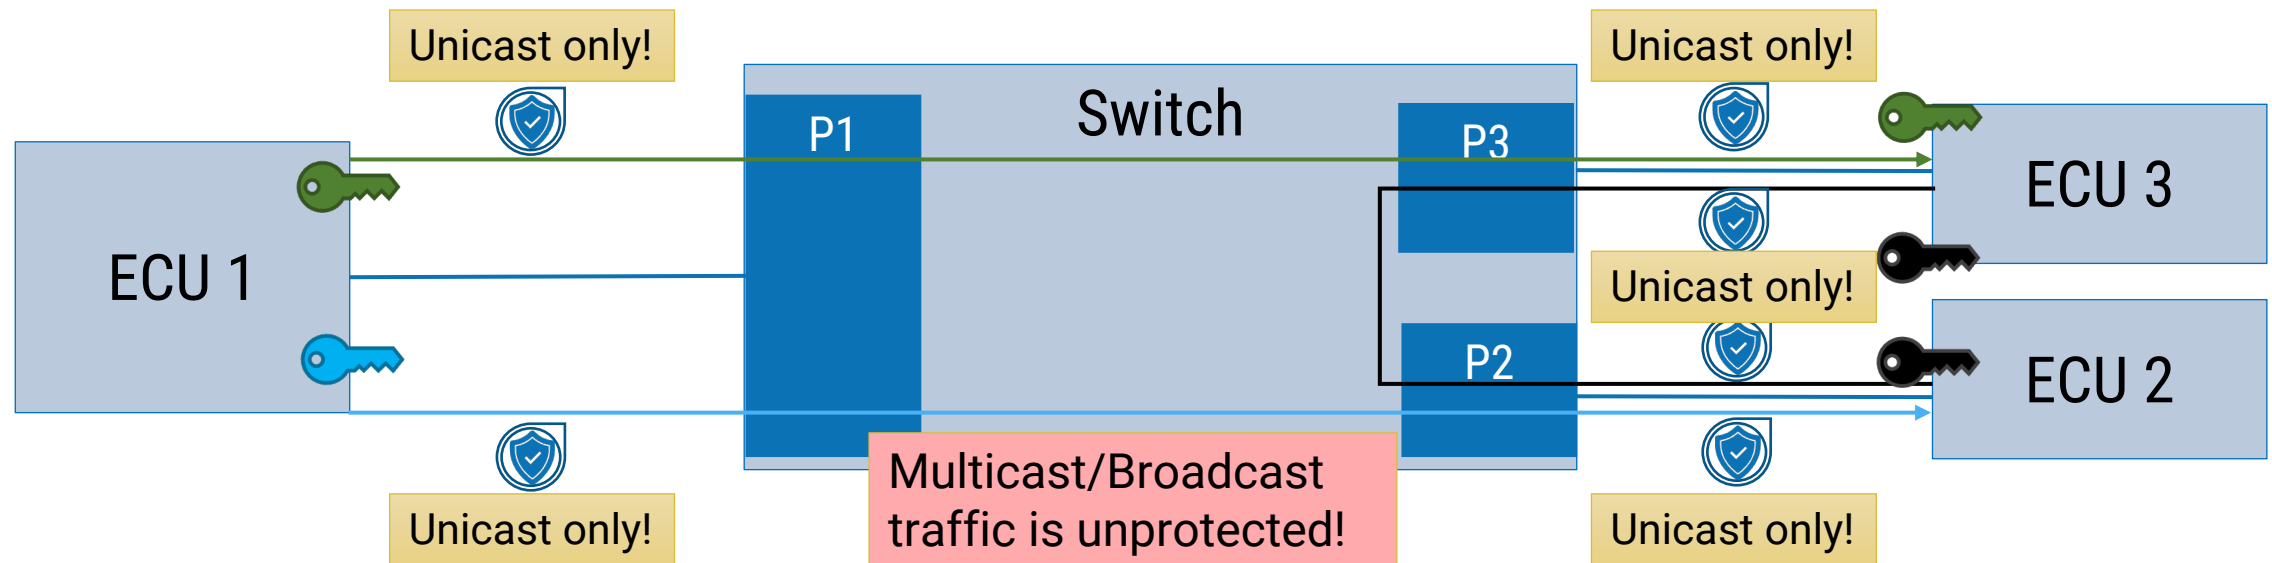 Unicast only!
Unicast only!
Switch
P1
P3
ECU 3
ECU 1
Unicast only!
P2
ECU 2
Multicast/Broadcast
traffic is unprotected!
Unicast only!
Unicast only!